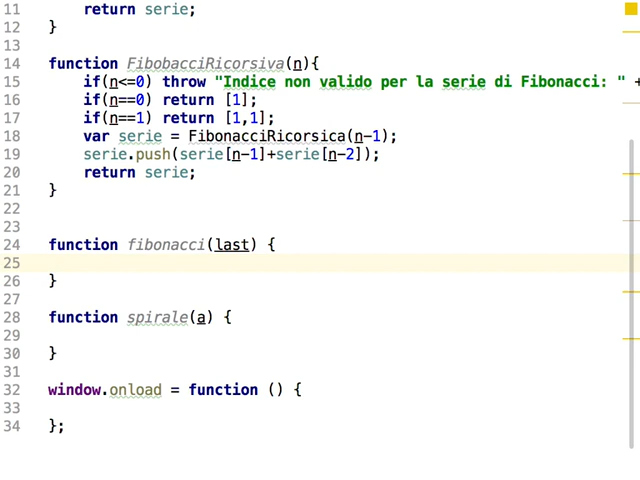 11 return serie;
12 }
13
14 function FibobacciRicorsiva(n){
15 if(n<=0) throw "Indice non valido per la serie di Fibonacci: " +
16 if(n==0) return [1];
17 if(n==1) return [1,1];
18 var serie = FibonacciRicorsica(n-1);
19 serie.push(serie[n-1]+serie[n-2]);
20 return serie;
21 }
22
23
24 function fibonacci(last) {
25
26 }
27
28 function spirale(a) {
29
30 }
31
32 window.onload = function () {
33
34 };